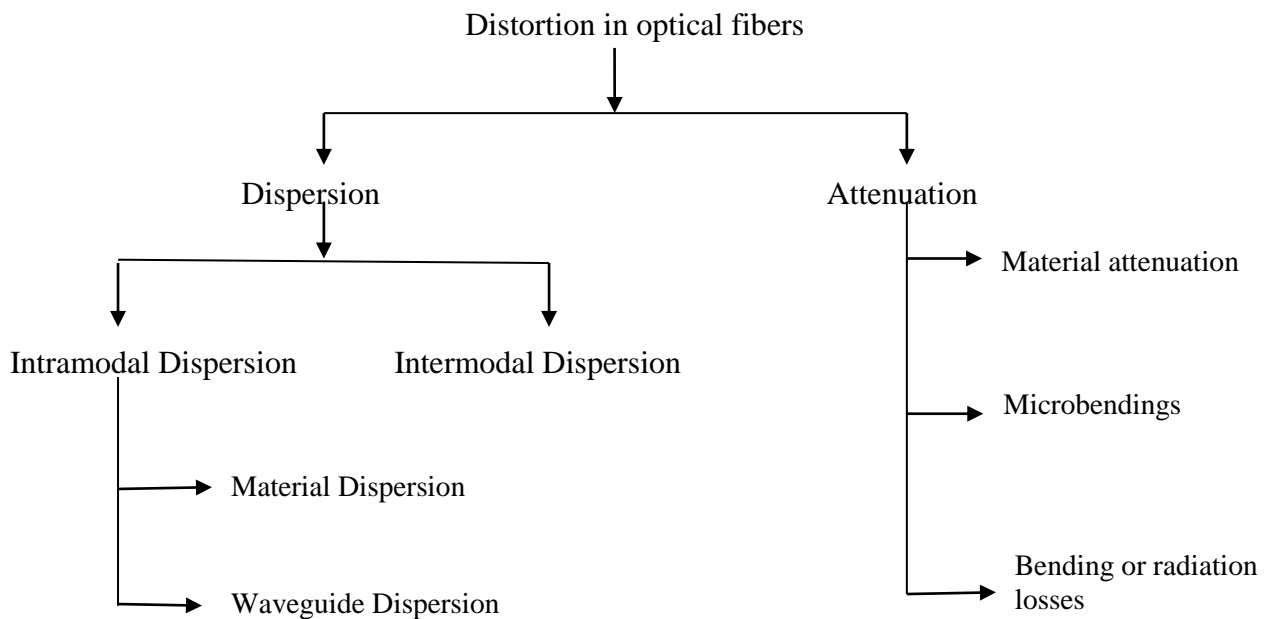 Distortion in optical fibers
Dispersion
Attenuation
Material attenuation
Intramodal Dispersion
Intermodal Dispersion
Microbendings
Material Dispersion
Bending or radiation
losses
Waveguide Dispersion